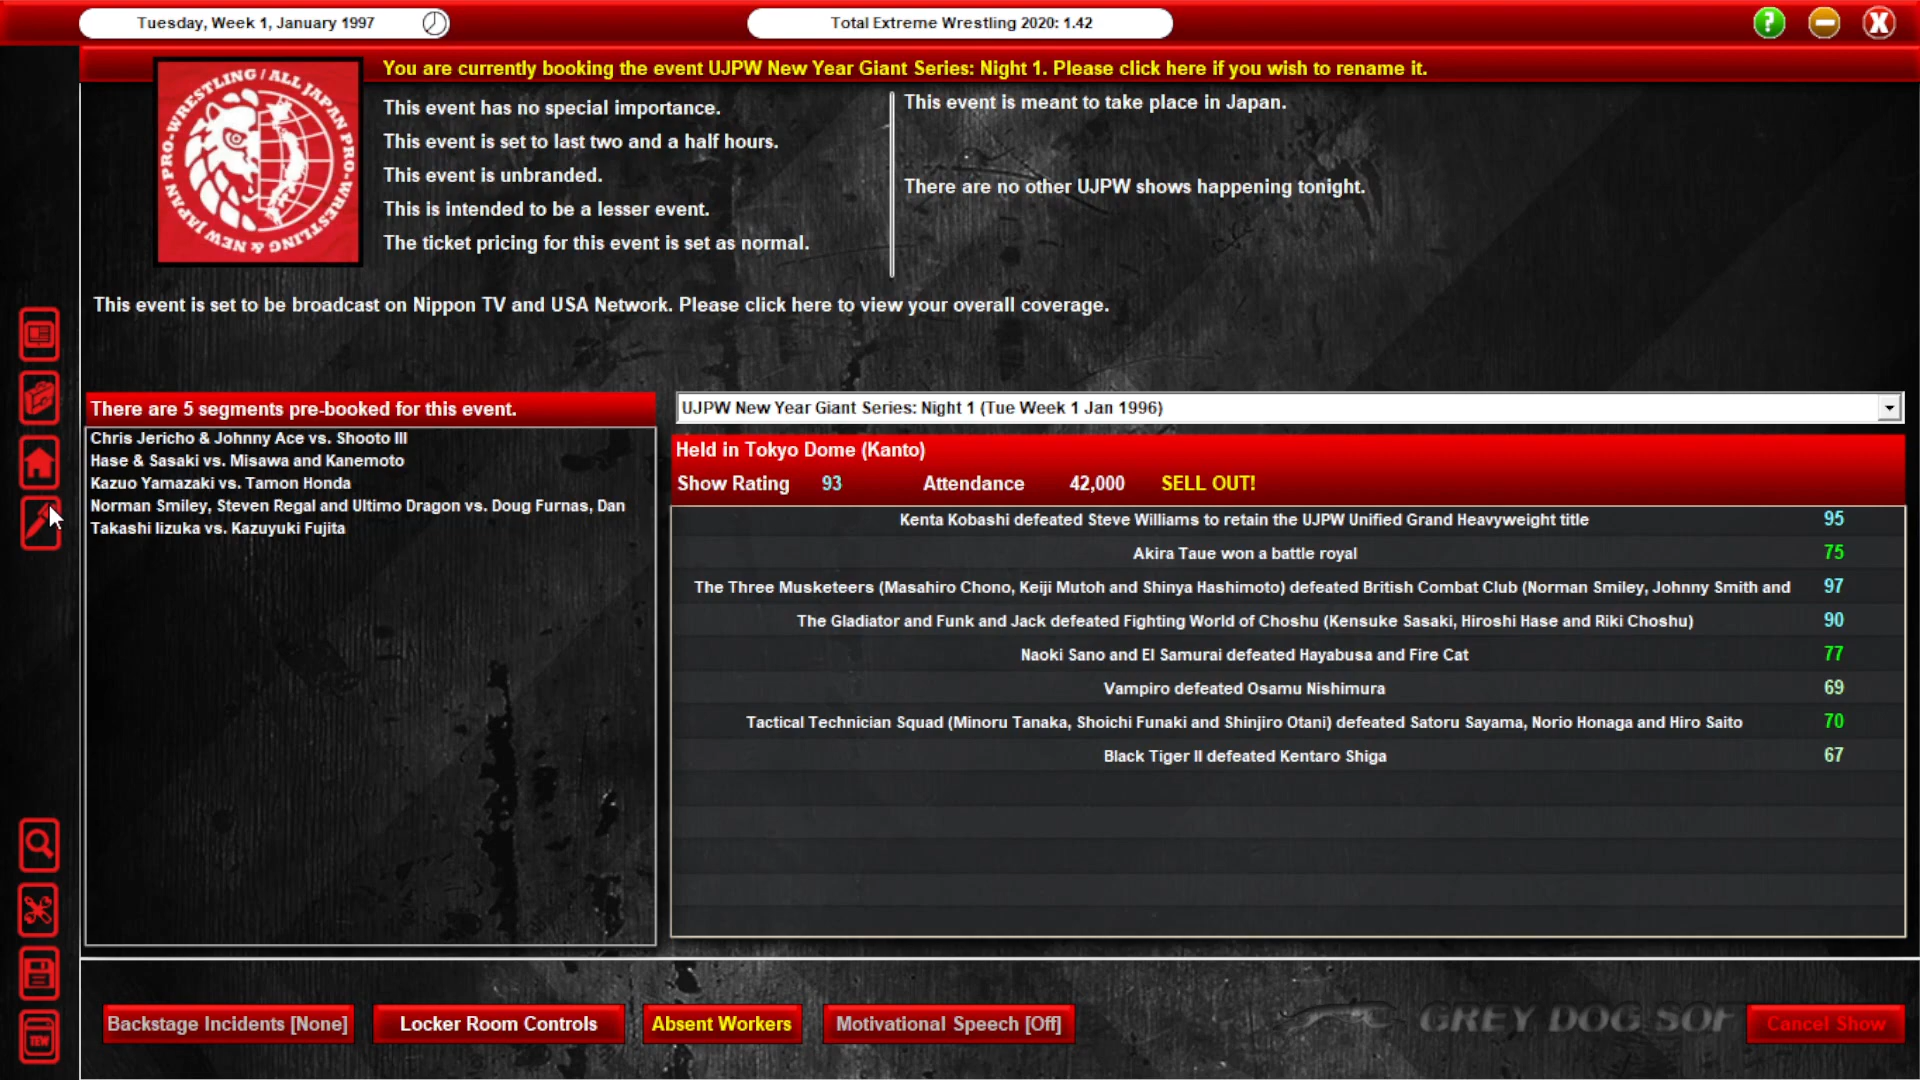 Tuesday, Week 1, January 1997
Total Extreme Wrestling 2020: 1.42
?
X
You are currently booking the event UJPW New Year Giant Series: Night 1. Please click here if you wish to rename it.
PRO-WRESTLING / ALL JAPAN PRO-WRESTLING & NEW JAPAN
This event has no special importance.
This event is set to last two and a half hours.
This event is unbranded.
This is intended to be a lesser event.
The ticket pricing for this event is set as normal.
This event is meant to take place in Japan.
There are no other UJPW shows happening tonight.
This event is set to be broadcast on Nippon TV and USA Network. Please click here to view your overall coverage.
There are 5 segments pre-booked for this event.
Chris Jericho & Johnny Ace vs. Shooto III
Hase & Sasaki vs. Misawa and Kanemoto
Kazuo Yamazaki vs. Tamon Honda
Norman Smiley, Steven Regal and Ultimo Dragon vs. Doug Furnas, Dan
Takashi Iizuka vs. Kazuyuki Fujita
UJPW New Year Giant Series: Night 1 (Tue Week 1 Jan 1996)
Held in Tokyo Dome (Kanto)
Show Rating 93 Attendance 42,000 SELL OUT!
Kenta Kobashi defeated Steve Williams to retain the UJPW Unified Grand Heavyweight title 95
Akira Taue won a battle royal 75
The Three Musketeers (Masahiro Chono, Keiji Mutoh and Shinya Hashimoto) defeated British Combat Club (Norman Smiley, Johnny Smith and 97
The Gladiator and Funk and Jack defeated Fighting World of Choshu (Kensuke Sasaki, Hiroshi Hase and Riki Choshu) 90
Naoki Sano and El Samurai defeated Hayabusa and Fire Cat 77
Vampiro defeated Osamu Nishimura 69
Tactical Technician Squad (Minoru Tanaka, Shoichi Funaki and Shinjiro Otani) defeated Satoru Sayama, Norio Honaga and Hiro Saito 70
Black Tiger II defeated Kentaro Shiga 67
TEW
Backstage Incidents [None]
Locker Room Controls
Absent Workers
Motivational Speech [Off]
GREY DOG SOF
Cancel Show